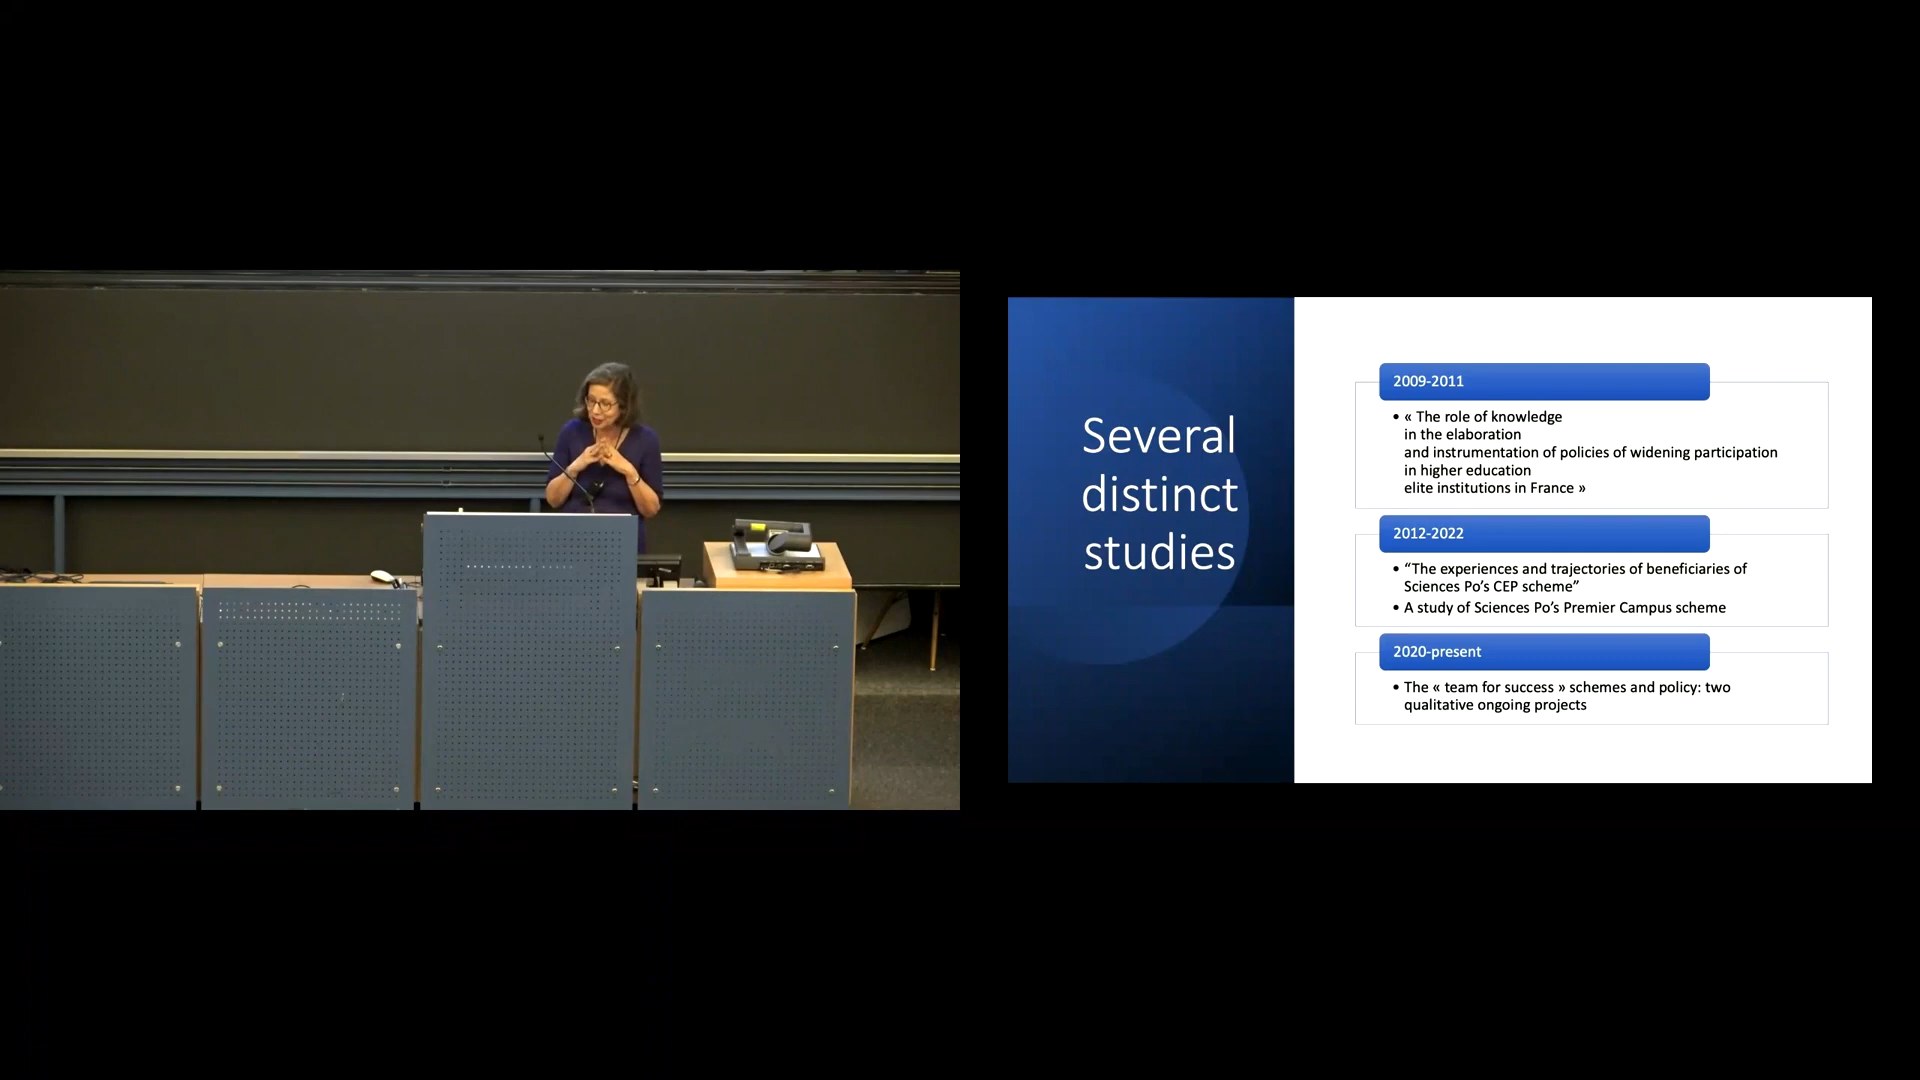 Several
distinct
studies
2009-2011
• « The role of knowledge
in the elaboration
and instrumentation of policies of widening participation
in higher education
elite institutions in France »
2012-2022
• “The experiences and trajectories of beneficiaries of
Sciences Po’s CEP scheme”
• A study of Sciences Po’s Premier Campus scheme
2020-present
• The « team for success » schemes and policy: two
qualitative ongoing projects